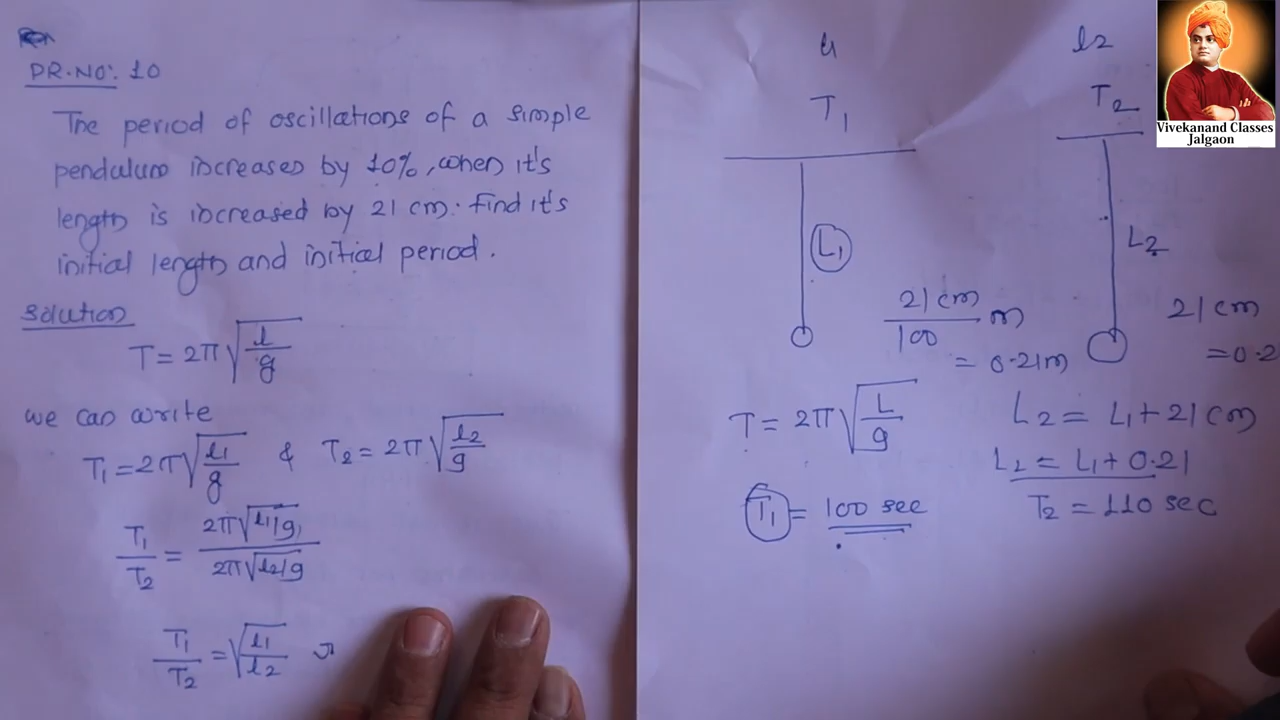 PR.NO: 10
The period of oscillations of a simple
pendulum increases by 10%, when it's
length is increased by 21 cm. Find it's
initial length and initial period.
Solution
T = 2π√(l/g)
we can write
T₁ = 2π√(l₁/g) & T₂ = 2π√(l₂/g)
T₁/T₂ = 2π√(l₁/g) / 2π√(l₂/g)
T₁/T₂ = √(l₁/l₂)
l₁
T₁
L₁
21 cm / 100 m
= 0.21m
T = 2π√(L/g)
T₁ = 100 sec
l₂
T₂
L₂
21 cm
= 0.2
L₂ = L₁ + 21 cm
L₂ = L₁ + 0.21
T₂ = 110 sec
Vivekanand Classes
Jalgaon